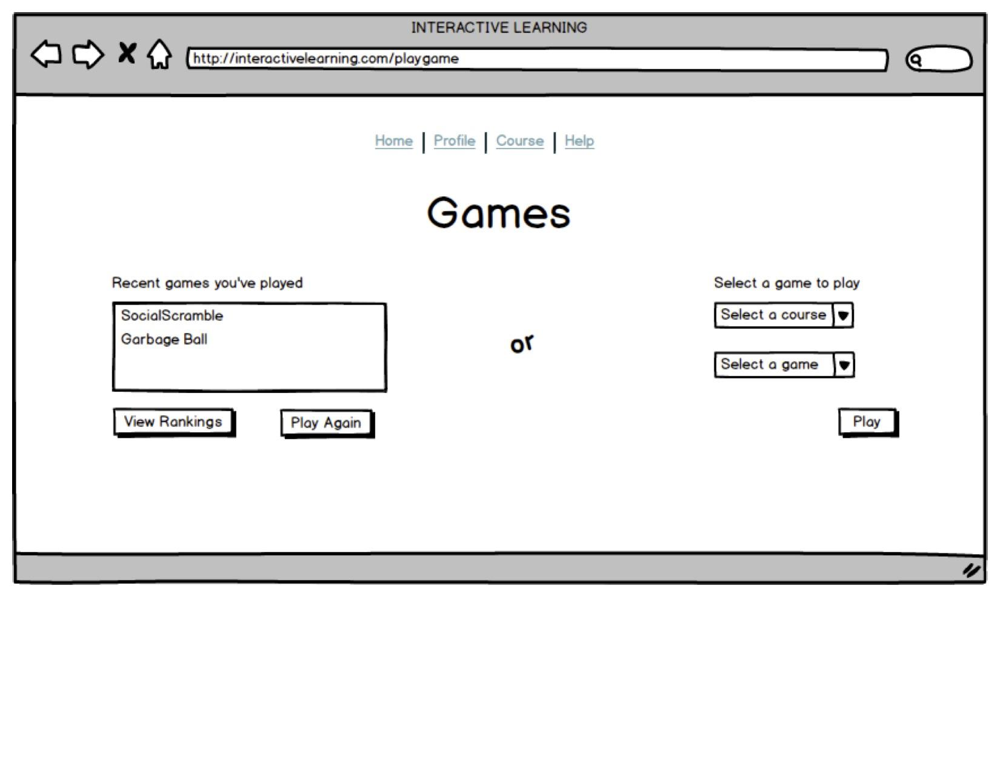 INTERACTIVE LEARNING
http://interactivelearning.com/playgame
Home | Profile | Course | Help
Games
Recent games you've played
SocialScramble
Garbage Ball
View Rankings
Play Again
or
Select a game to play
Select a course
Select a game
Play